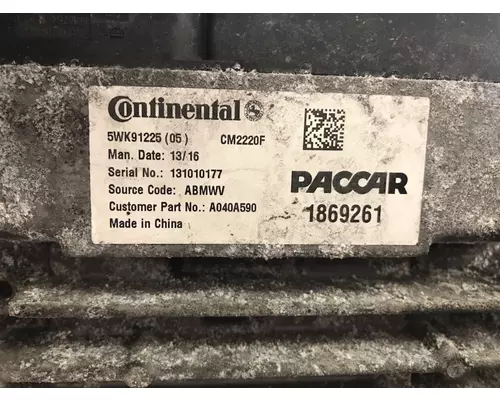 Continental
5WK91225 (05 ) CM2220F
Man. Date: 13/16
Serial No.: 131010177
Source Code: ABMWV
Customer Part No.: A040A590
Made in China
PACCAR
1869261